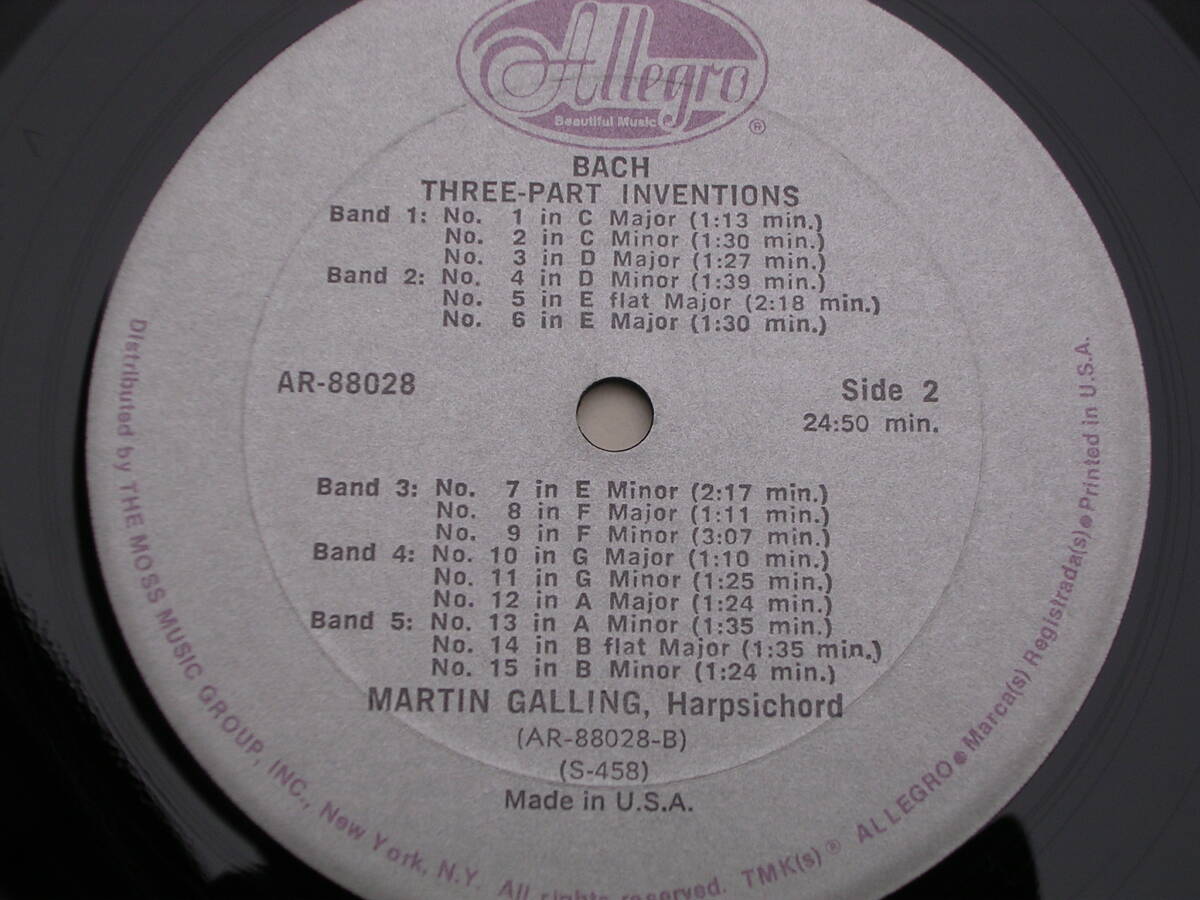 Allegro
Beautiful Music
®
BACH
THREE-PART INVENTIONS
Band 1: No. 1 in C Major (1:13 min.)
No. 2 in C Minor (1:30 min.)
No. 3 in D Major (1:27 min.)
Band 2: No. 4 in D Minor (1:39 min.)
No. 5 in E flat Major (2:18 min.)
No. 6 in E Major (1:30 min.)
AR-88028
Side 2
24:50 min.
Band 3: No. 7 in E Minor (2:17 min.)
No. 8 in F Major (1:11 min.)
No. 9 in F Minor (3:07 min.)
Band 4: No. 10 in G Major (1:10 min.)
No. 11 in G Minor (1:25 min.)
No. 12 in A Major (1:24 min.)
Band 5: No. 13 in A Minor (1:35 min.)
No. 14 in B flat Major (1:35 min.)
No. 15 in B Minor (1:24 min.)
MARTIN GALLING, Harpsichord
(AR-88028-B)
(S-458)
Made in U.S.A.
Distributed by THE MOSS MUSIC GROUP, INC., New York, N.Y. All rights reserved. TMK(s) ® ALLEGRO ● Marca(s) Registrada(s) ● Printed in U.S.A.